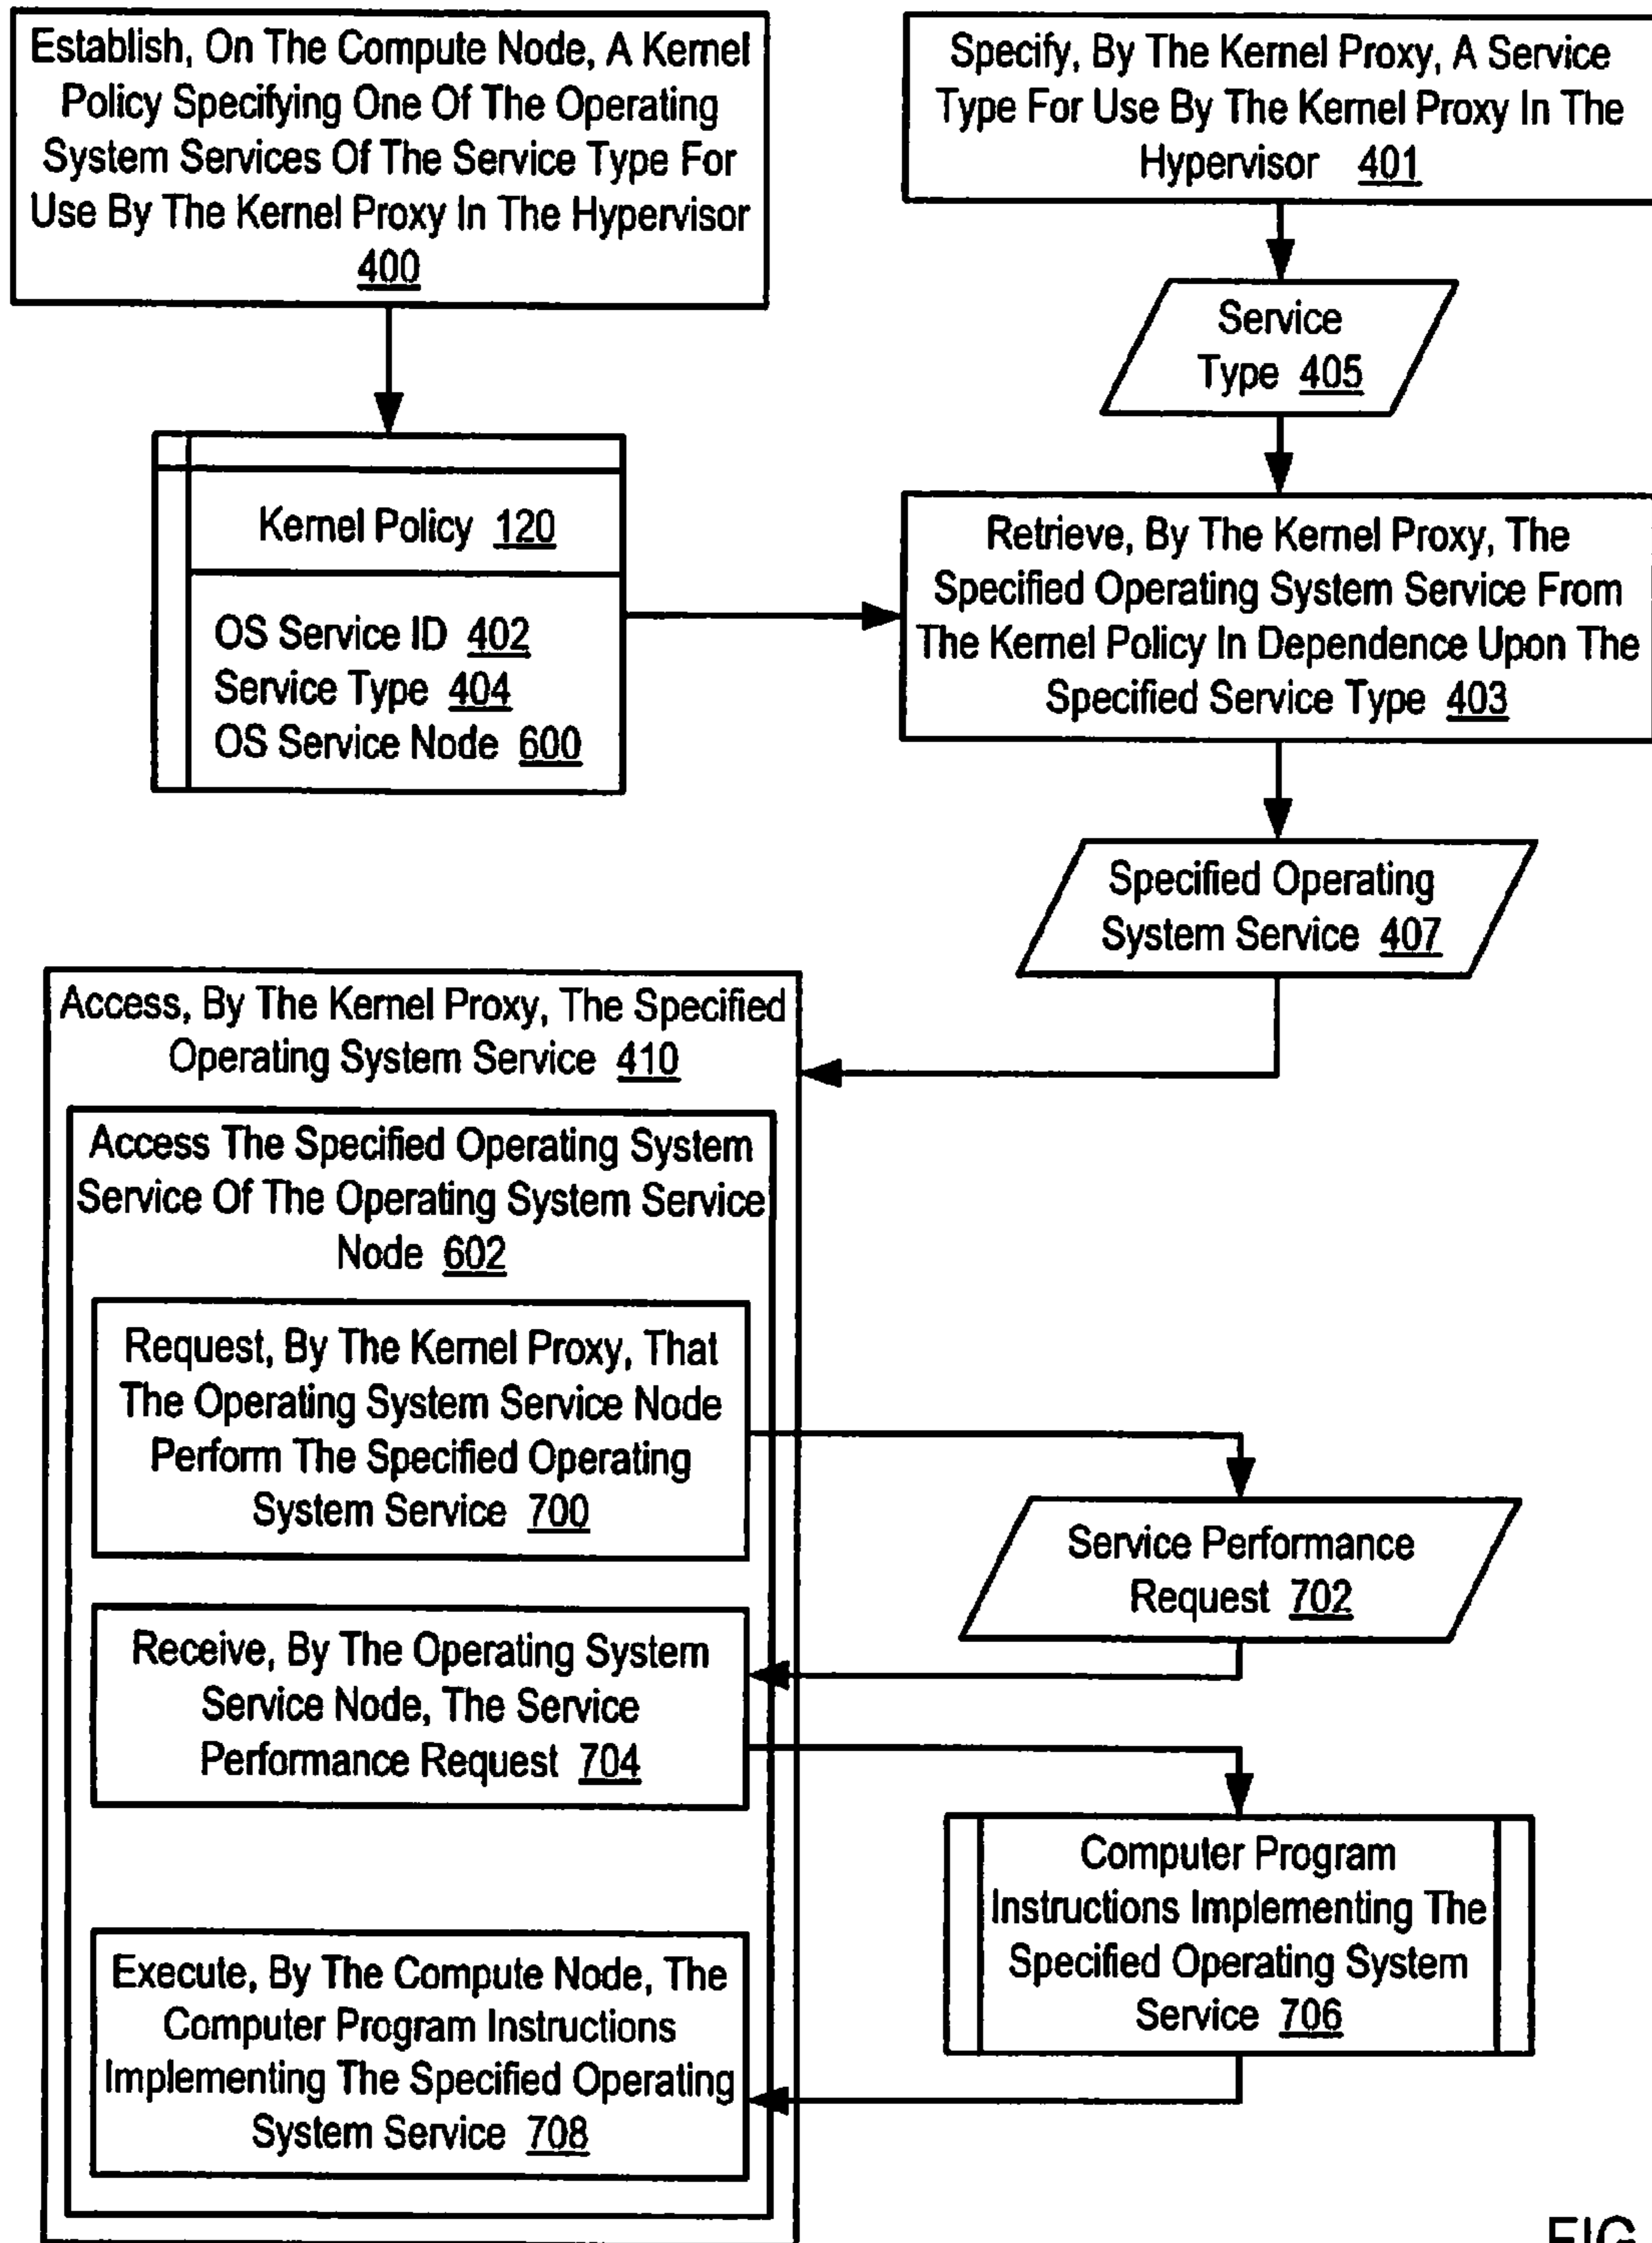 Establish, On The Compute Node, A Kernel
Policy Specifying One Of The Operating
System Services Of The Service Type For
Use By The Kernel Proxy In The Hypervisor
400
Specify, By The Kernel Proxy, A Service
Type For Use By The Kernel Proxy In The
Hypervisor 401
Service
Type 405
Kernel Policy 120
OS Service ID 402
Service Type 404
OS Service Node 600
Retrieve, By The Kernel Proxy, The
Specified Operating System Service From
The Kernel Policy In Dependence Upon The
Specified Service Type 403
Specified Operating
System Service 407
Access, By The Kernel Proxy, The Specified
Operating System Service 410
Access The Specified Operating System
Service Of The Operating System Service
Node 602
Request, By The Kernel Proxy, That
The Operating System Service Node
Perform The Specified Operating
System Service 700
Service Performance
Request 702
Receive, By The Operating System
Service Node, The Service
Performance Request 704
Computer Program
Instructions Implementing The
Specified Operating System
Service 706
Execute, By The Compute Node, The
Computer Program Instructions
Implementing The Specified Operating
System Service 708
FIG